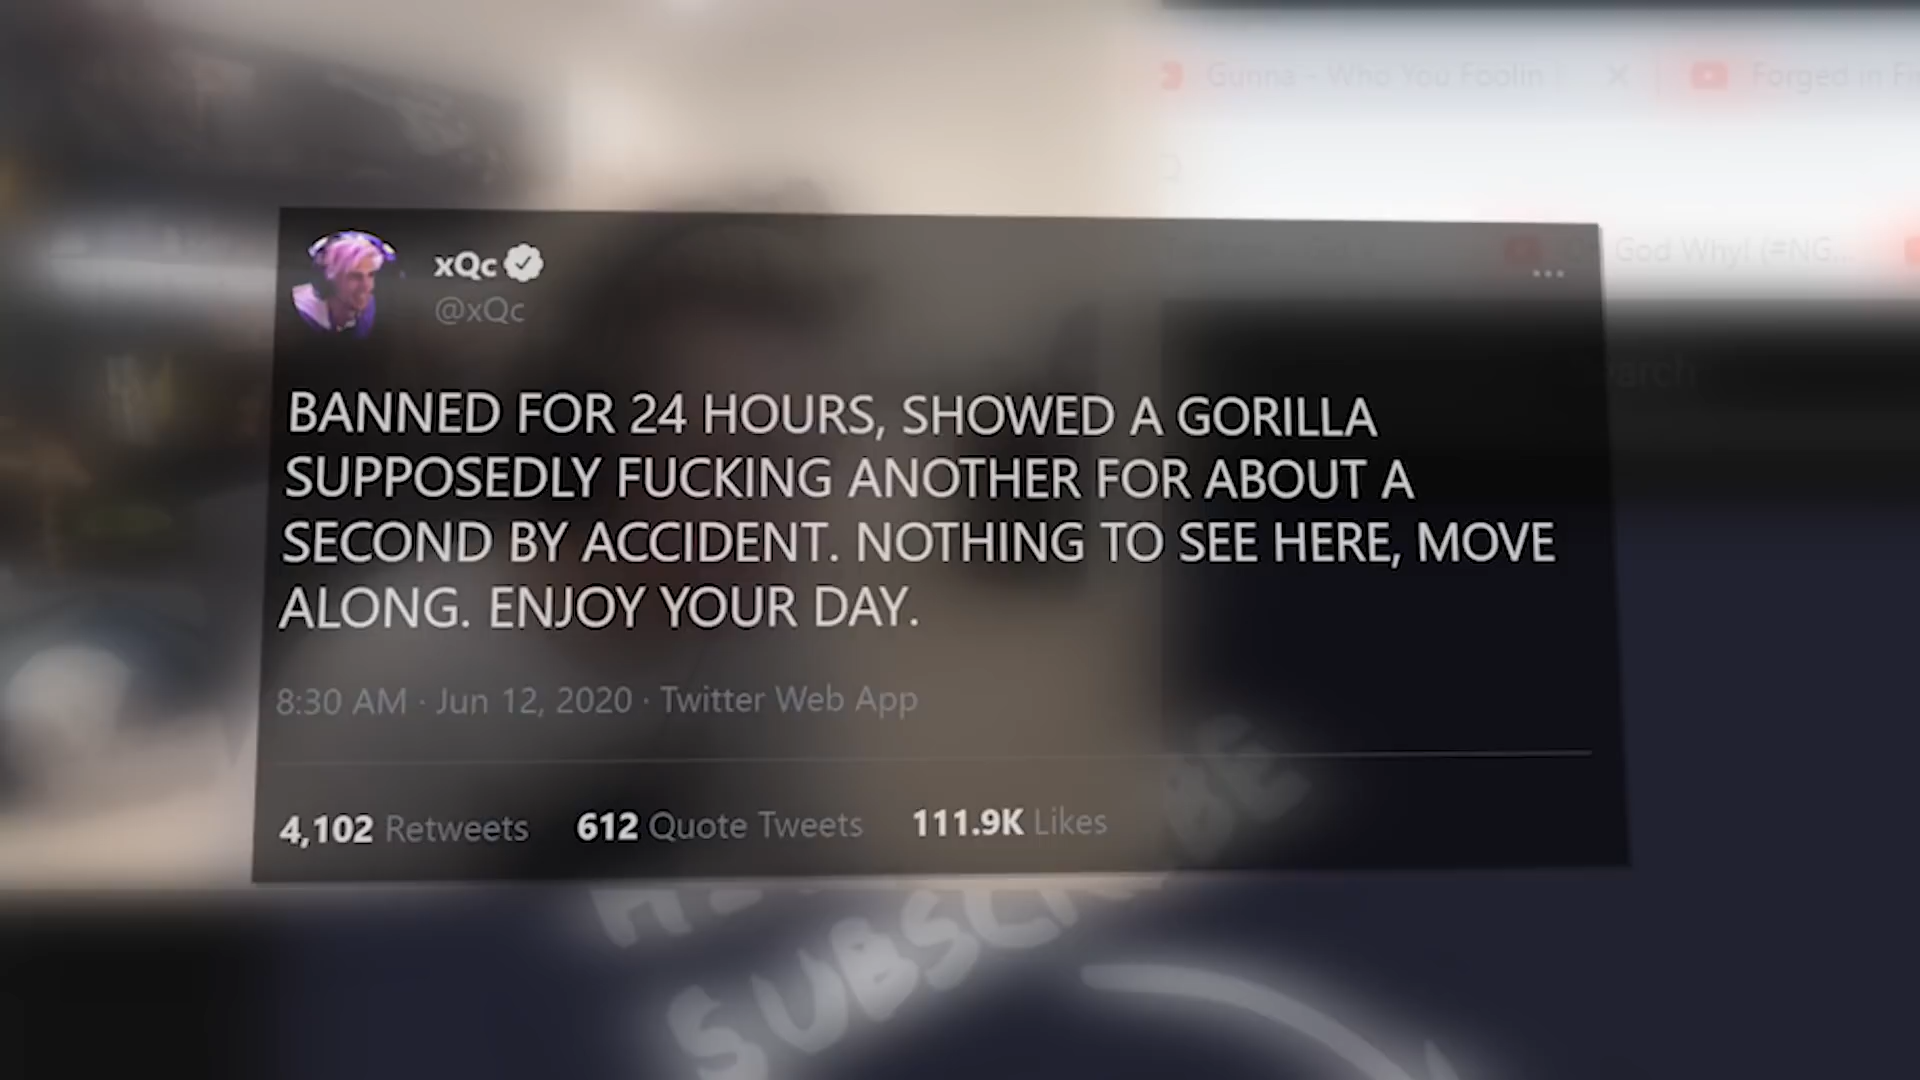 Gunna - Who You Foolin
Forged in Fi
God Why! (#NG...
xQc
@xQc
...
BANNED FOR 24 HOURS, SHOWED A GORILLA
SUPPOSEDLY FUCKING ANOTHER FOR ABOUT A
SECOND BY ACCIDENT. NOTHING TO SEE HERE, MOVE
ALONG. ENJOY YOUR DAY.
8:30 AM · Jun 12, 2020 · Twitter Web App
4,102 Retweets 612 Quote Tweets 111.9K Likes